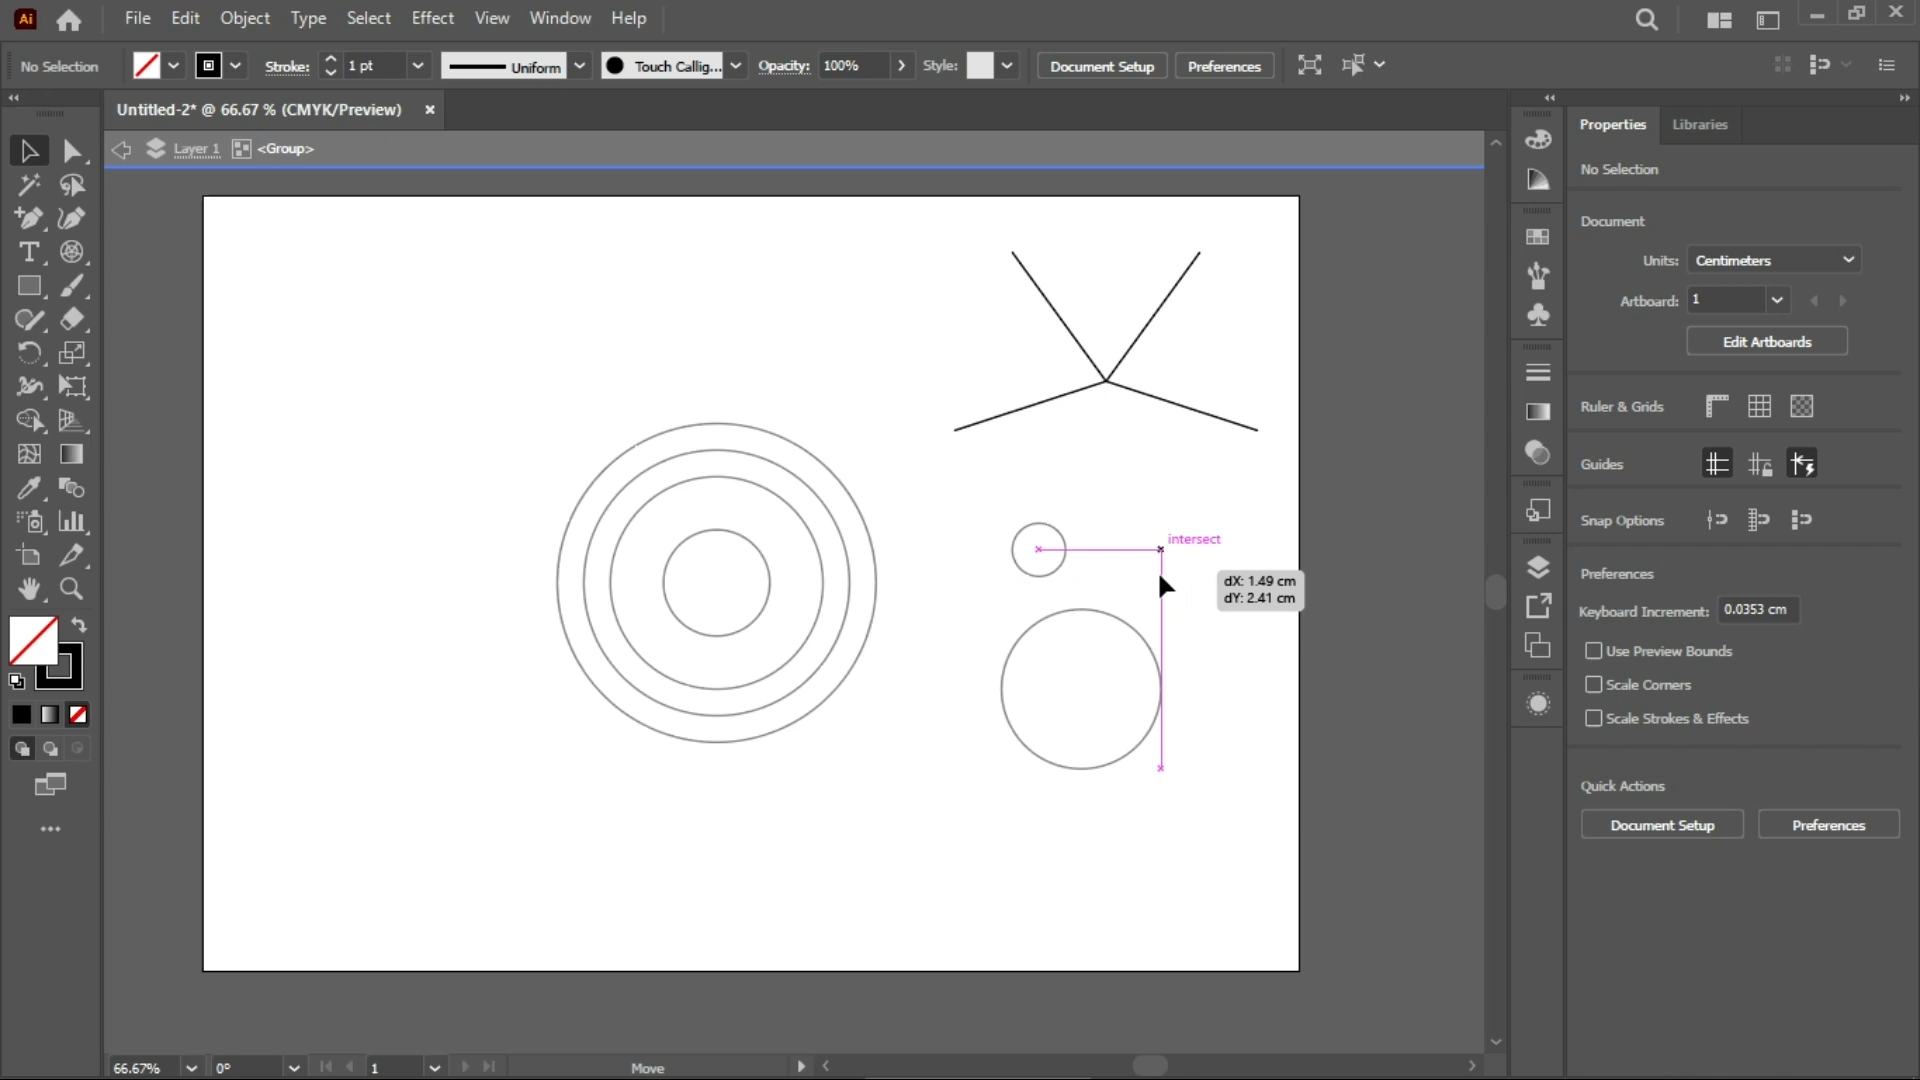 Ai File Edit Object Type Select Effect View Window Help
No Selection Stroke: 1 pt Uniform Touch Callig... Opacity: 100% Style: Document Setup Preferences
Untitled-2* @ 66.67 % (CMYK/Preview) ×
Layer 1 <Group>
Properties Libraries
No Selection
Document
Units: Centimeters
Artboard: 1
Edit Artboards
Ruler & Grids
Guides
Snap Options
Preferences
Keyboard Increment: 0.0353 cm
Use Preview Bounds
Scale Corners
Scale Strokes & Effects
Quick Actions
Document Setup Preferences
intersect
dX: 1.49 cm
dY: 2.41 cm
66.67% 0° 1 Move